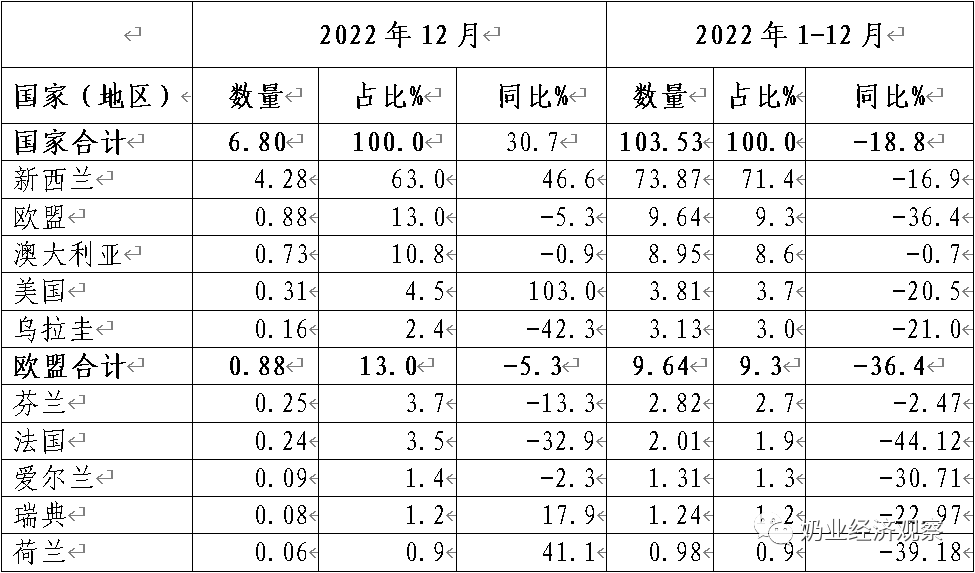 2022 年 12 月 2022 年 1-12 月
国家（地区） 数量 占比% 同比% 数量 占比% 同比%
国家合计 6.80 100.0 30.7 103.53 100.0 -18.8
新西兰 4.28 63.0 46.6 73.87 71.4 -16.9
欧盟 0.88 13.0 -5.3 9.64 9.3 -36.4
澳大利亚 0.73 10.8 -0.9 8.95 8.6 -0.7
美国 0.31 4.5 103.0 3.81 3.7 -20.5
乌拉圭 0.16 2.4 -42.3 3.13 3.0 -21.0
欧盟合计 0.88 13.0 -5.3 9.64 9.3 -36.4
芬兰 0.25 3.7 -13.3 2.82 2.7 -2.47
法国 0.24 3.5 -32.9 2.01 1.9 -44.12
爱尔兰 0.09 1.4 -2.3 1.31 1.3 -30.71
瑞典 0.08 1.2 17.9 1.24 1.2 -22.97
奶业经济观察
荷兰 0.06 0.9 41.1 0.98 0.9 -39.18